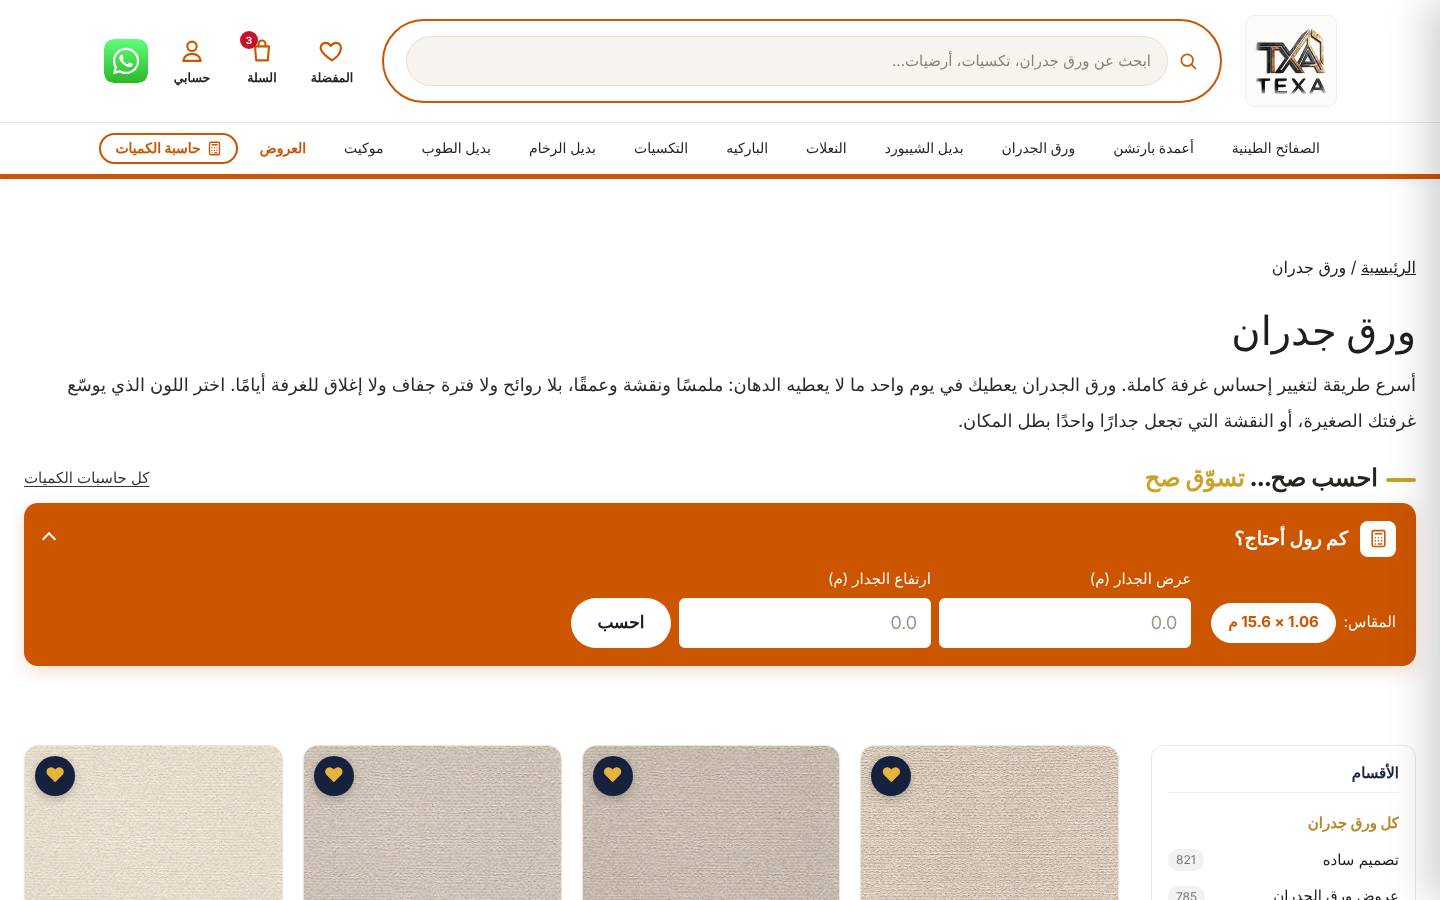 TXA
TEXA
ابحث عن ورق جدران، تكسيات، أرضيات...
المفضلة
السلة
3
حسابي
الصفائح الطينية
أعمدة بارتشن
ورق الجدران
بديل الشيبورد
النعلات
الباركيه
التكسيات
بديل الرخام
بديل الطوب
موكيت
العروض
حاسبة الكميات
الرئيسية / ورق جدران
ورق جدران
أسرع طريقة لتغيير إحساس غرفة كاملة. ورق الجدران يعطيك في يوم واحد ما لا يعطيه الدهان: ملمسًا ونقشة وعمقًا، بلا روائح ولا فترة جفاف ولا إغلاق للغرفة أيامًا. اختر اللون الذي يوسّع
غرفتك الصغيرة، أو النقشة التي تجعل جدارًا واحدًا بطل المكان.
احسب صح... تسوّق صح
كل حاسبات الكميات
كم رول أحتاج؟
عرض الجدار (م)
ارتفاع الجدار (م)
المقاس:
1.06 × 15.6 م
0.0
0.0
احسب
الأقسام
كل ورق جدران
تصميم ساده
821
عروض ورق الجدران
785